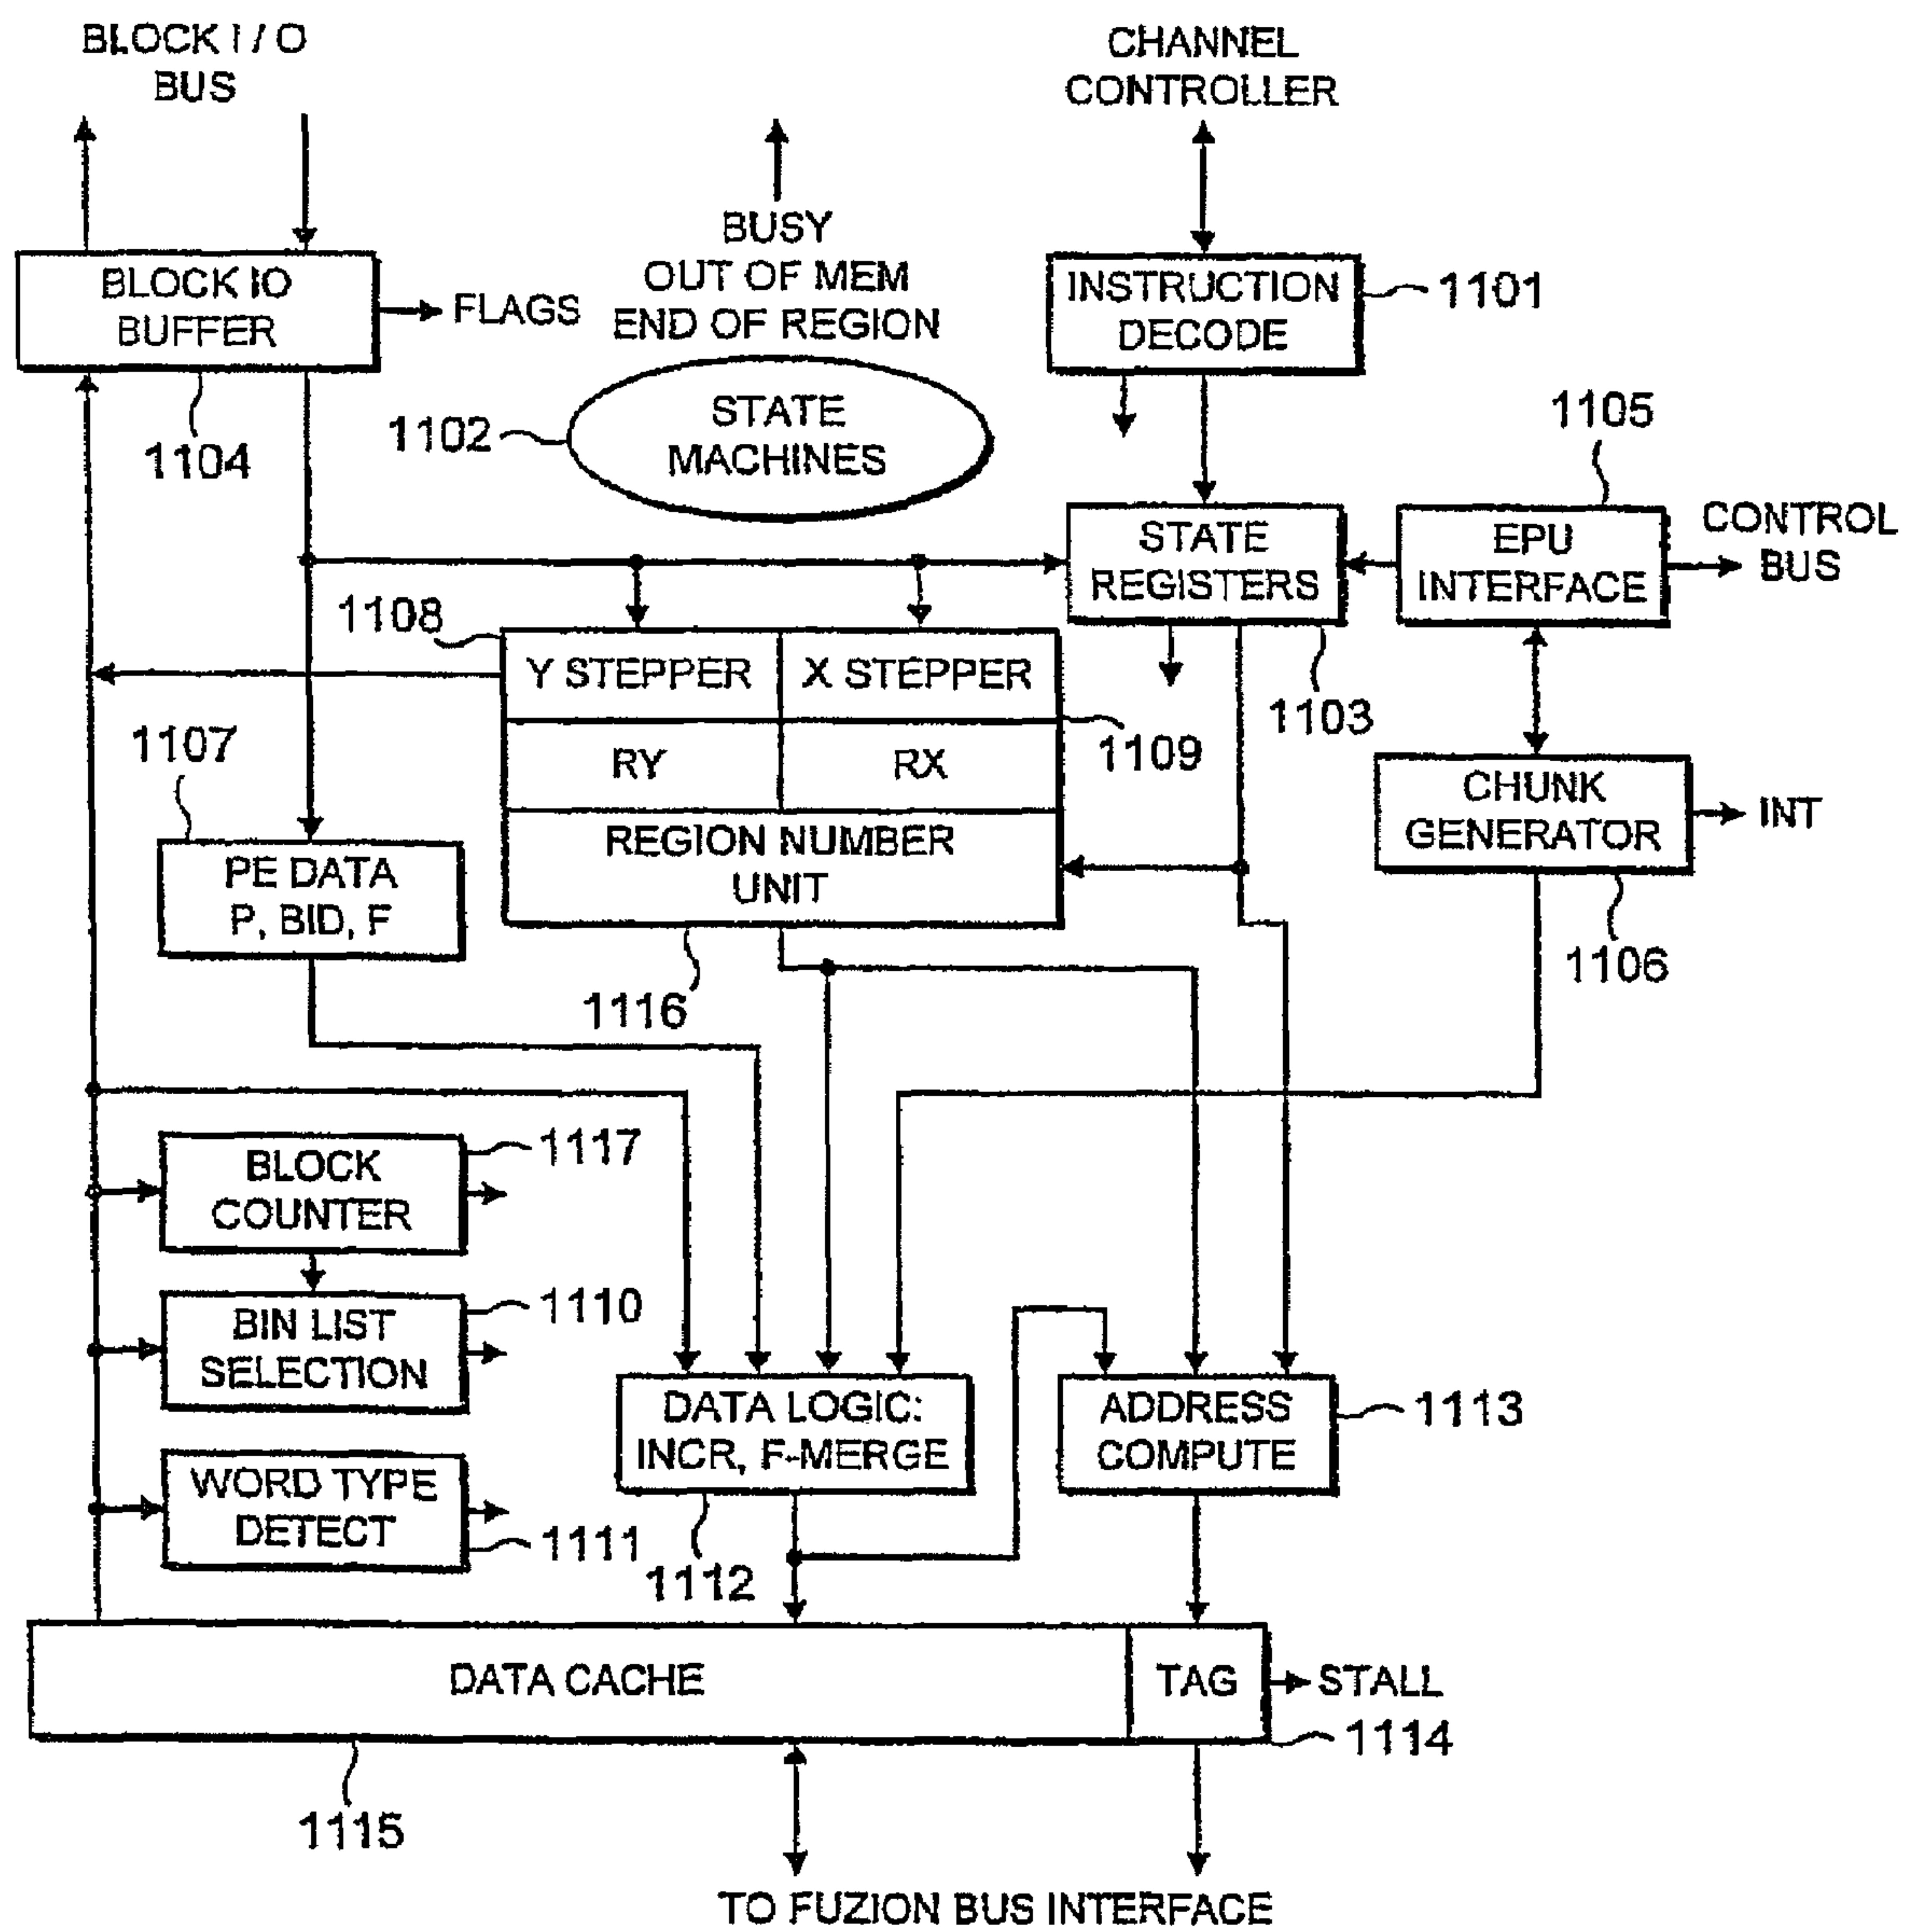 BLOCK I / O
BUS
CHANNEL
CONTROLLER
BUSY
OUT OF MEM
END OF REGION
BLOCK IO
BUFFER
FLAGS
INSTRUCTION
DECODE
1101
1104
1102
STATE
MACHINES
1105
STATE
REGISTERS
EPU
INTERFACE
CONTROL
BUS
1108
Y STEPPER
X STEPPER
1103
1107
RY
RX
1109
CHUNK
GENERATOR
INT
PE DATA
P, BID, F
REGION NUMBER
UNIT
1116
1106
BLOCK
COUNTER
1117
BIN LIST
SELECTION
1110
DATA LOGIC:
INCR, F-MERGE
ADDRESS
COMPUTE
1113
WORD TYPE
DETECT
1111
1112
DATA CACHE
TAG
STALL
1114
1115
TO FUZION BUS INTERFACE